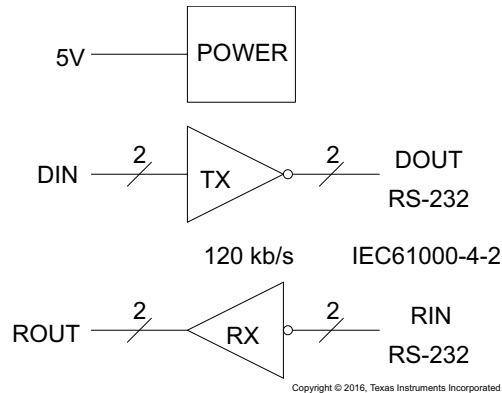 5V
POWER
DIN
2
TX
2
DOUT
RS-232
120 kb/s
IEC61000-4-2
ROUT
2
RX
2
RIN
RS-232
Copyright © 2016, Texas Instruments Incorporated